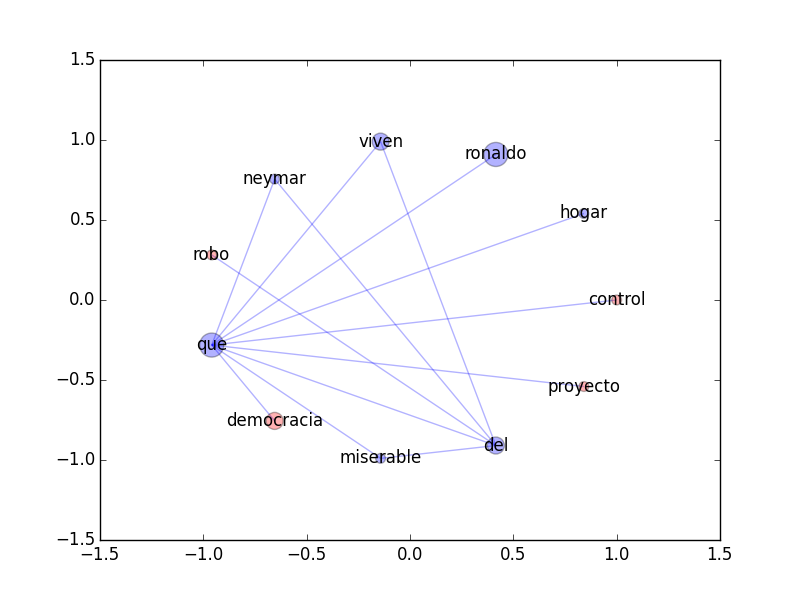 1.5
viven
1.0
ronaldo
neymar
hogar
0.5
robo
control
0.0
que
proyecto
−0.5
democracia
del
miserable
−1.0
−1.5
−1.5 −1.0 −0.5 0.0 0.5 1.0 1.5